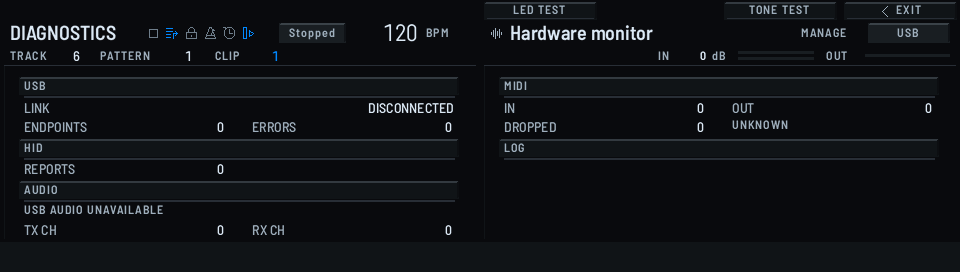 LED TEST TONE TEST EXIT
DIAGNOSTICS Stopped 120 BPM Hardware monitor MANAGE USB
TRACK 6 PATTERN 1 CLIP 1 IN 0 dB OUT
USB
LINK DISCONNECTED
ENDPOINTS 0 ERRORS 0
HID
REPORTS 0
AUDIO
USB AUDIO UNAVAILABLE
TX CH 0 RX CH 0
MIDI
IN 0 OUT 0
DROPPED 0 UNKNOWN
LOG